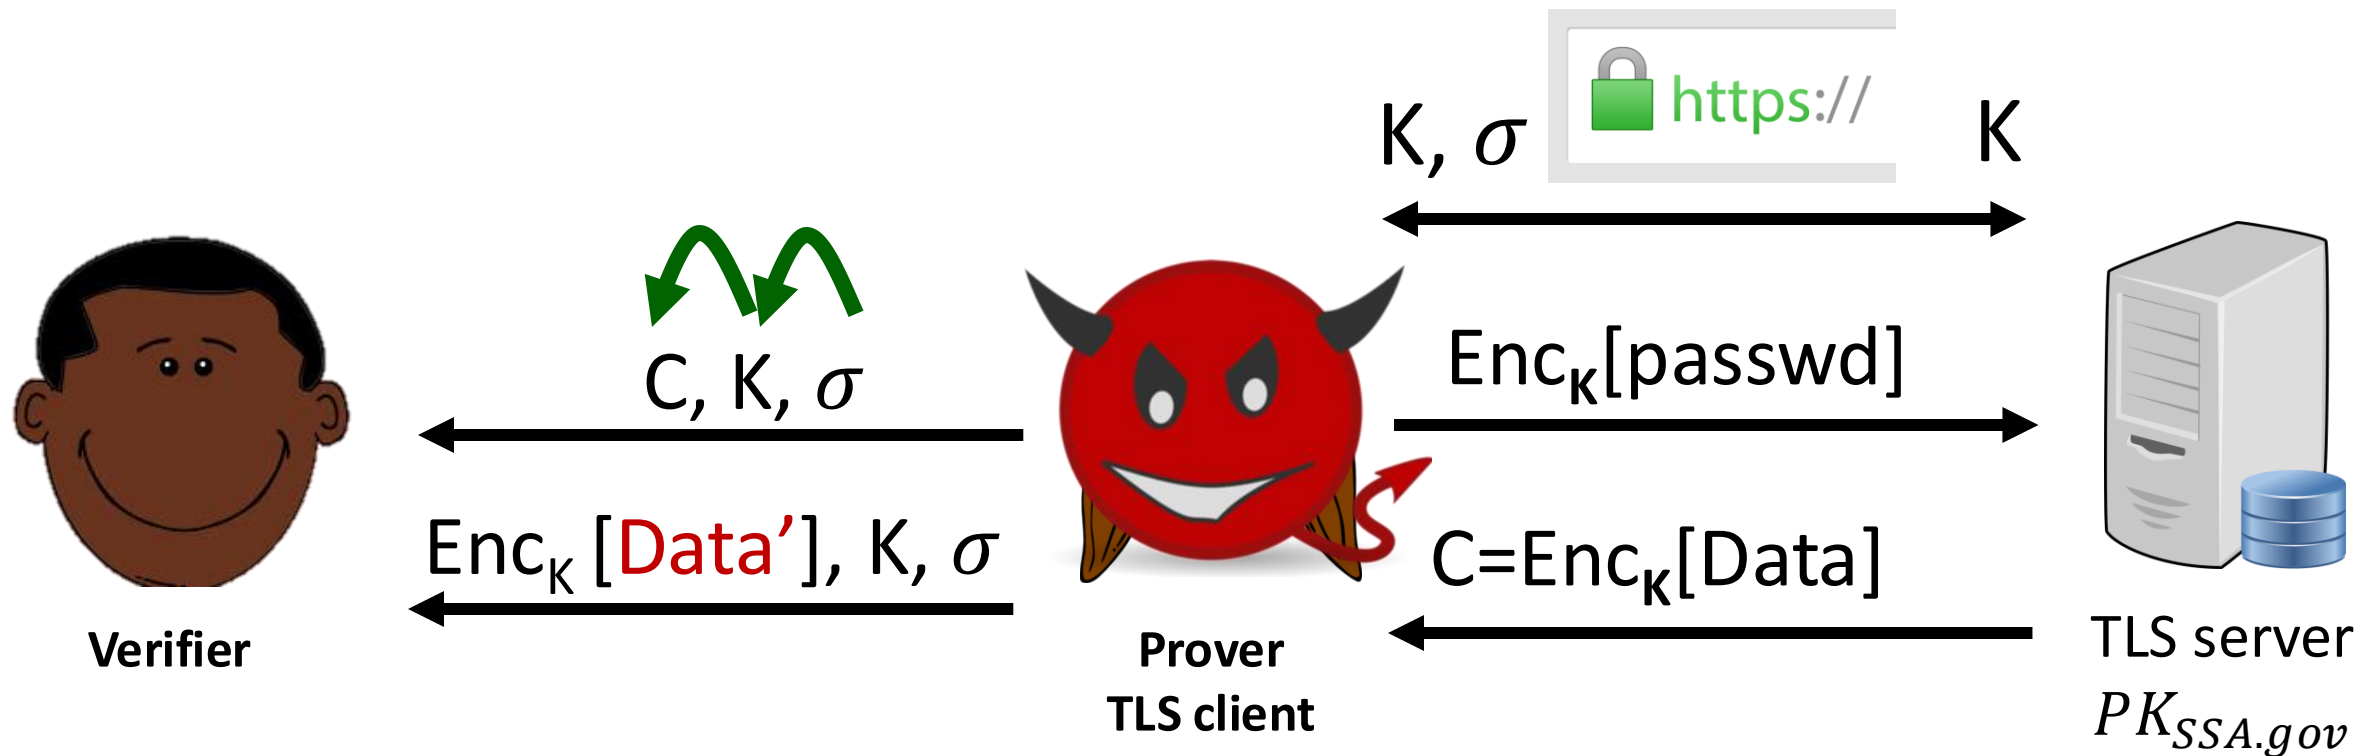 K, σ
https://
K
C, K, σ
Enc_K[passwd]
Enc_K [Data′], K, σ
C=Enc_K[Data]
Verifier
Prover
TLS client
TLS server
PK_SSA.gov